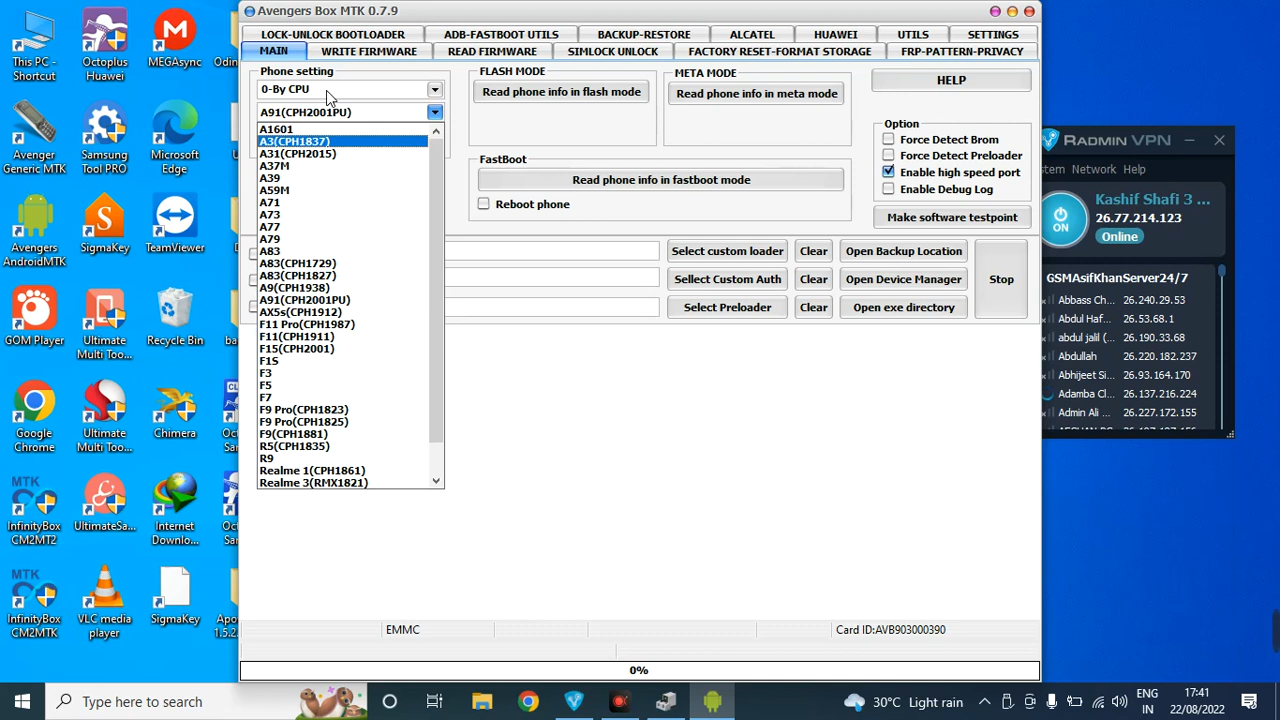 This PC -
Shortcut
Octoplus
Huawei
MEGAsync
Odin
Avenger
Generic MTK
Samsung
Tool PRO
Microsoft
Edge
Avengers
AndroidMTK
SigmaKey
TeamViewer
GOM Player
Ultimate
Multi Too...
Recycle Bin
Google
Chrome
Ultimate
Multi Too...
Chimera
MTK
InfinityBox
CM2MT2
UltimateSa...
Internet
Downlo...
MTK
InfinityBox
CM2MTK
VLC media
player
SigmaKey
Avengers Box MTK 0.7.9
LOCK-UNLOCK BOOTLOADER
ADB-FASTBOOT UTILS
BACKUP-RESTORE
ALCATEL
HUAWEI
UTILS
SETTINGS
MAIN
WRITE FIRMWARE
READ FIRMWARE
SIMLOCK UNLOCK
FACTORY RESET-FORMAT STORAGE
FRP-PATTERN-PRIVACY
Phone setting
0-By CPU
A91(CPH2001PU)
A1601
A3(CPH1837)
A31(CPH2015)
A37M
A39
A59M
A71
A73
A77
A79
A83
A83(CPH1729)
A83(CPH1827)
A9(CPH1938)
A91(CPH2001PU)
AX5s(CPH1912)
F11 Pro(CPH1987)
F11(CPH1911)
F15(CPH2001)
F1S
F3
F5
F7
F9 Pro(CPH1823)
F9 Pro(CPH1825)
F9(CPH1881)
R5(CPH1835)
R9
Realme 1(CPH1861)
Realme 3(RMX1821)
FLASH MODE
Read phone info in flash mode
META MODE
Read phone info in meta mode
FastBoot
Read phone info in fastboot mode
Reboot phone
HELP
Option
Force Detect Brom
Force Detect Preloader
Enable high speed port
Enable Debug Log
Make software testpoint
Select custom loader
Clear
Open Backup Location
Sellect Custom Auth
Clear
Open Device Manager
Select Preloader
Clear
Open exe directory
Stop
EMMC
Card ID:AVB903000390
0%
RADMIN VPN
stem Network Help
ON
Kashif Shafi 3 ...
26.77.214.123
Online
GSMAsifKhanServer24/7
Abbass Ch... 26.240.29.53
Abdul Haf... 26.53.68.1
abdul jalil (... 26.190.33.68
Abdullah 26.220.182.237
Abhijeet Si... 26.93.164.170
Adamba Cl... 26.137.216.224
Admin Ali ... 26.227.172.155
Type here to search
30°C Light rain
ENG
IN
17:41
22/08/2022